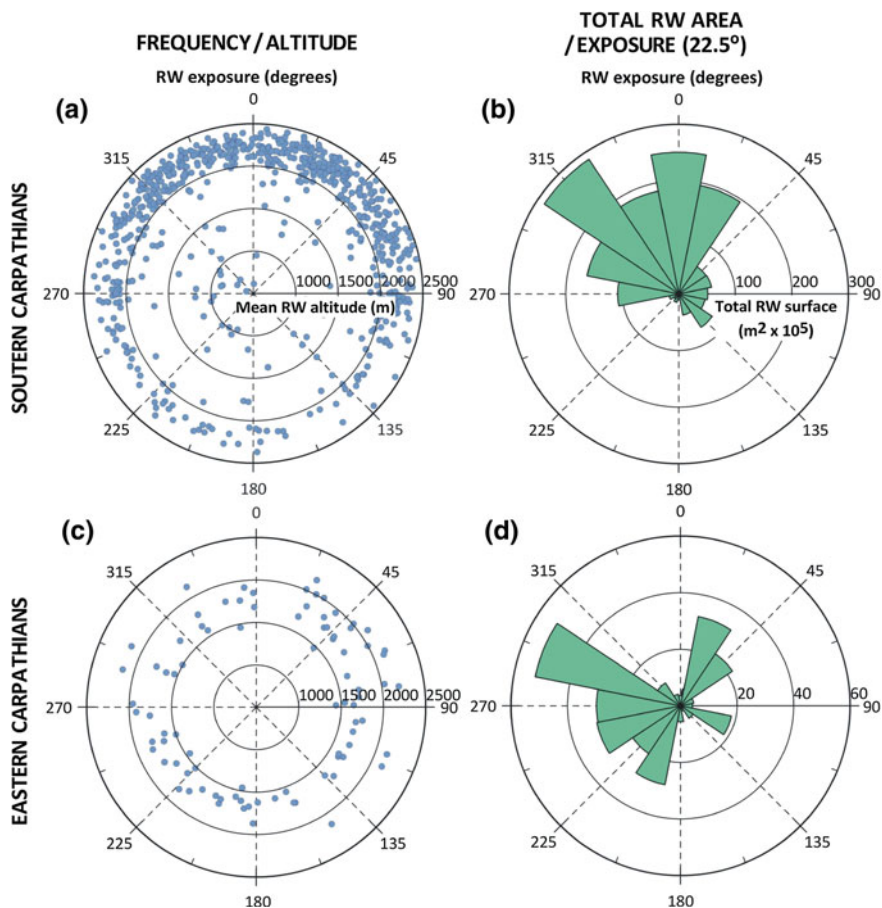 FREQUENCY/ALTITUDE
TOTAL RW AREA
/EXPOSURE (22.5º)
RW exposure (degrees)
RW exposure (degrees)
SOUTERN CARPATHIANS
(a)
0
45
90
135
180
225
270
315
1000 1500 2000 2500
Mean RW altitude (m)
(b)
0
45
90
135
180
225
270
315
100 200 300
Total RW surface
(m² x 10⁵)
EASTERN CARPATHIANS
(c)
0
45
90
135
180
225
270
315
1000 1500 2000 2500
(d)
0
45
90
135
180
225
270
315
20 40 60